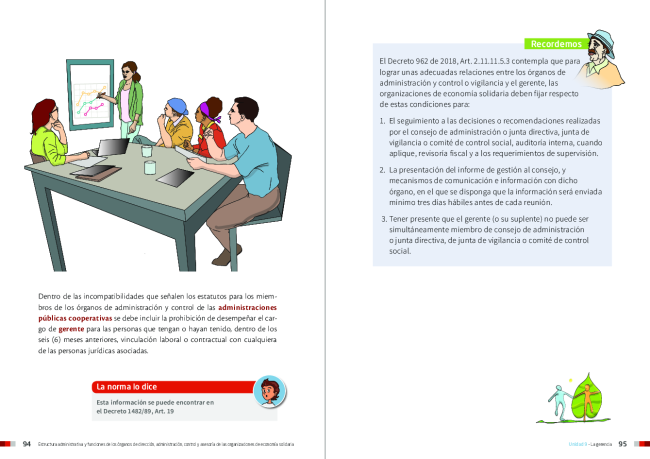 Dentro de las incompatibilidades que señalen los estatutos para los miem-
bros de los órganos de administración y control de las administraciones
públicas cooperativas se debe incluir la prohibición de desempeñar el car-
go de gerente para las personas que tengan o hayan tenido, dentro de los
seis (6) meses anteriores, vinculación laboral o contractual con cualquiera
de las personas jurídicas asociadas.
La norma lo dice
Esta información se puede encontrar en
el Decreto 1482/89, Art. 19
94 Estructura administrativa y funciones de los órganos de dirección, administración, control y asesoría de las organizaciones de economía solidaria
Recordemos
El Decreto 962 de 2018, Art. 2.11.11.5.3 contempla que para
lograr unas adecuadas relaciones entre los órganos de
administración y control o vigilancia y el gerente, las
organizaciones de economía solidaria deben fijar respecto
de estas condiciones para:
1. El seguimiento a las decisiones o recomendaciones realizadas
por el consejo de administración o junta directiva, junta de
vigilancia o comité de control social, auditoria interna, cuando
aplique, revisoria fiscal y a los requerimientos de supervisión.
2. La presentación del informe de gestión al consejo, y
mecanismos de comunicación e información con dicho
órgano, en el que se disponga que la información será enviada
mínimo tres días hábiles antes de cada reunión.
3. Tener presente que el gerente (o su suplente) no puede ser
simultáneamente miembro de consejo de administración
o junta directiva, de junta de vigilancia o comité de control
social.
La gerencia 95